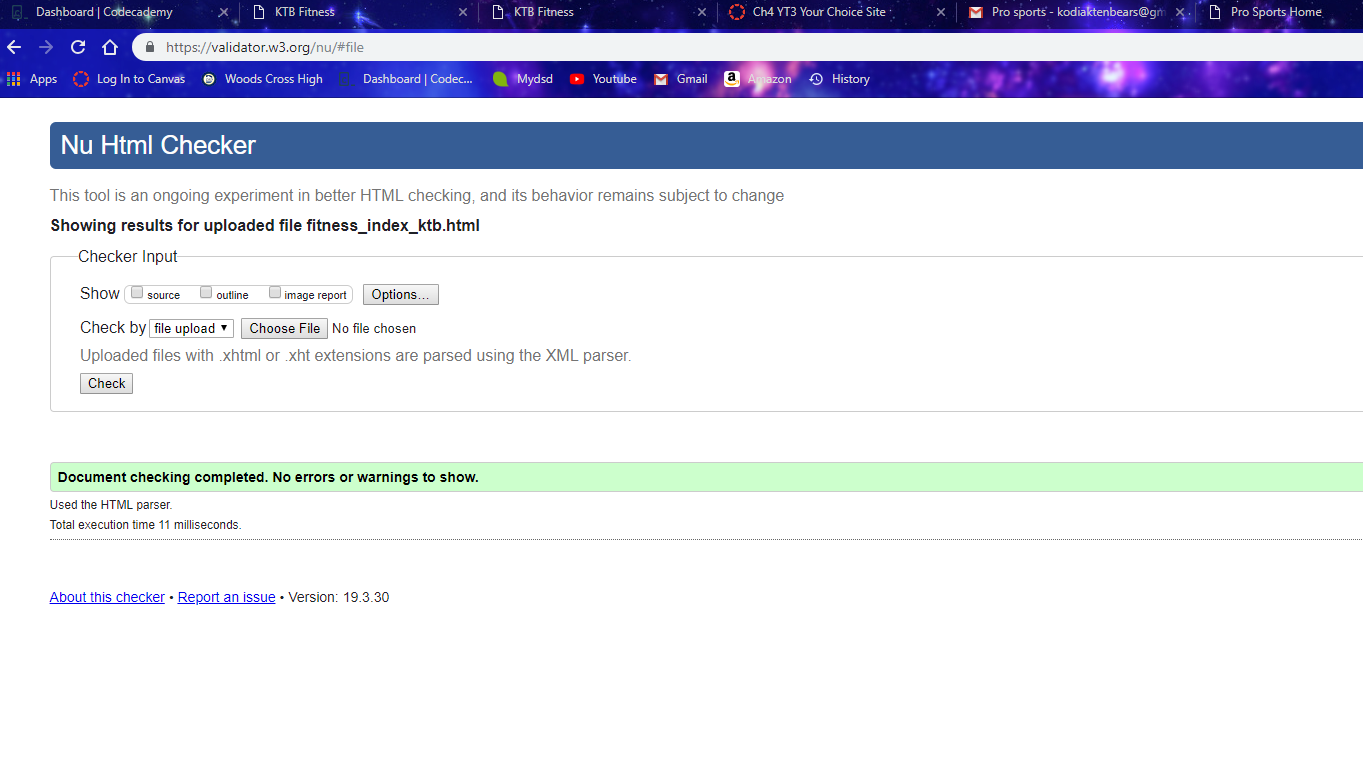 Dashboard | Codecademy KTB Fitness KTB Fitness Ch4 YT3 Your Choice Site Pro sports - kodiaktenbears@gm Pro Sports Home
https://validator.w3.org/nu/#file
Apps Log In to Canvas Woods Cross High Dashboard | Codec... Mydsd Youtube Gmail Amazon History
Nu Html Checker
This tool is an ongoing experiment in better HTML checking, and its behavior remains subject to change
Showing results for uploaded file fitness_index_ktb.html
Checker Input
Show source outline image report Options...
Check by file upload Choose File No file chosen
Uploaded files with .xhtml or .xht extensions are parsed using the XML parser.
Check
Document checking completed. No errors or warnings to show.
Used the HTML parser.
Total execution time 11 milliseconds.
About this checker • Report an issue • Version: 19.3.30